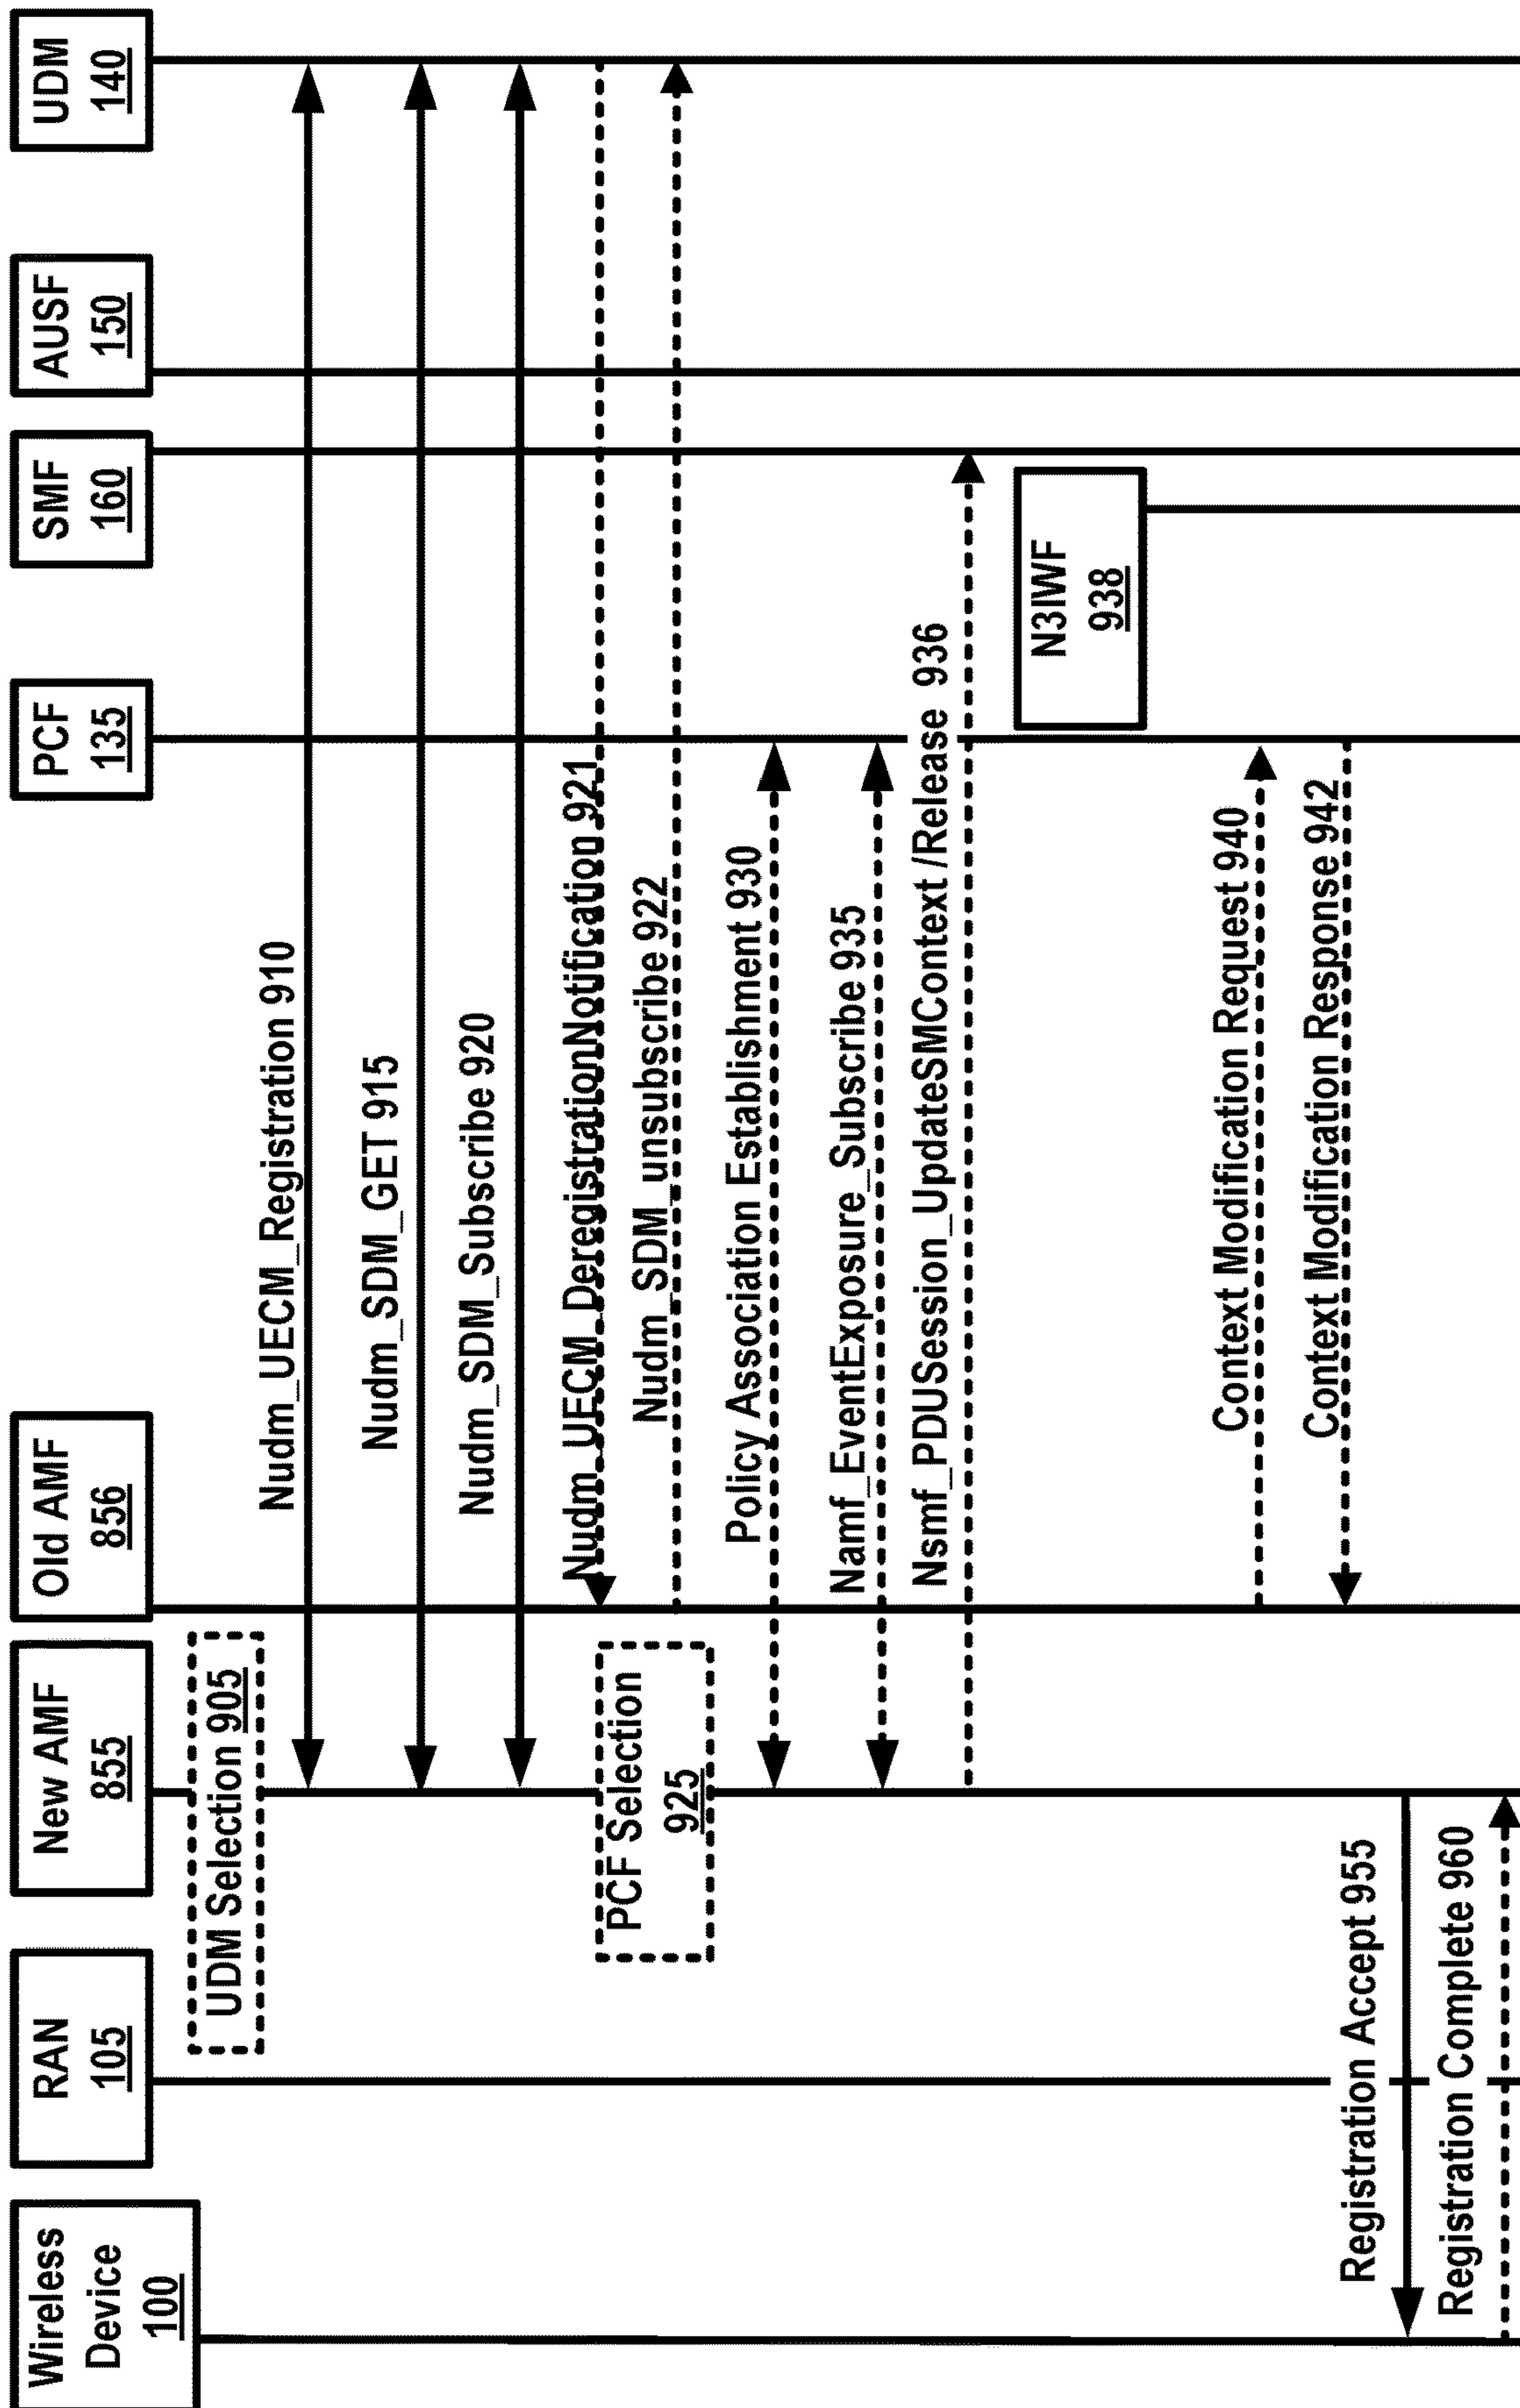 Wireless
Device
100
RAN
105
New AMF
855
Old AMF
856
PCF
135
SMF
160
AUSF
150
UDM
140
UDM Selection 905
Nudm_UECM_Registration 910
Nudm_SDM_GET 915
Nudm_SDM_Subscribe 920
Nudm_UECM_DeregistrationNotification 921
Nudm_SDM_unsubscribe 922
PCF Selection
925
Policy Association Establishment 930
Namf_EventExposure_Subscribe 935
Nsmf_PDUSession_UpdateSMContext /Release 936
N3IWF
938
Context Modification Request 940
Context Modification Response 942
Registration Accept 955
Registration Complete 960